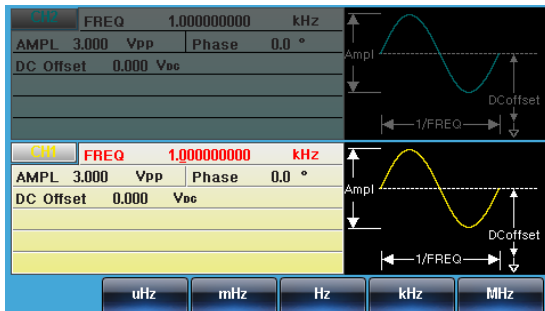 CH2 FREQ 1.000000000 kHz
AMPL 3.000 Vpp Phase 0.0 °
DC Offset 0.000 VDC
Ampl
DCoffset
1/FREQ
CH1 FREQ 1.000000000 kHz
AMPL 3.000 Vpp Phase 0.0 °
DC Offset 0.000 VDC
Ampl
DCoffset
1/FREQ
uHz mHz Hz kHz MHz